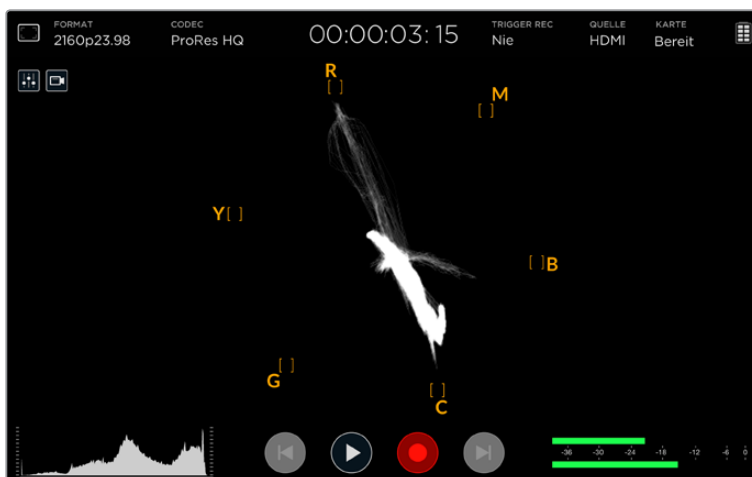 FORMAT
2160p23.98
CODEC
ProRes HQ
00:00:03:15
TRIGGER REC
Nie
QUELLE
HDMI
KARTE
Bereit
R
M
Y
B
G
C
-36 -30 -24 -18 -12 -6 0